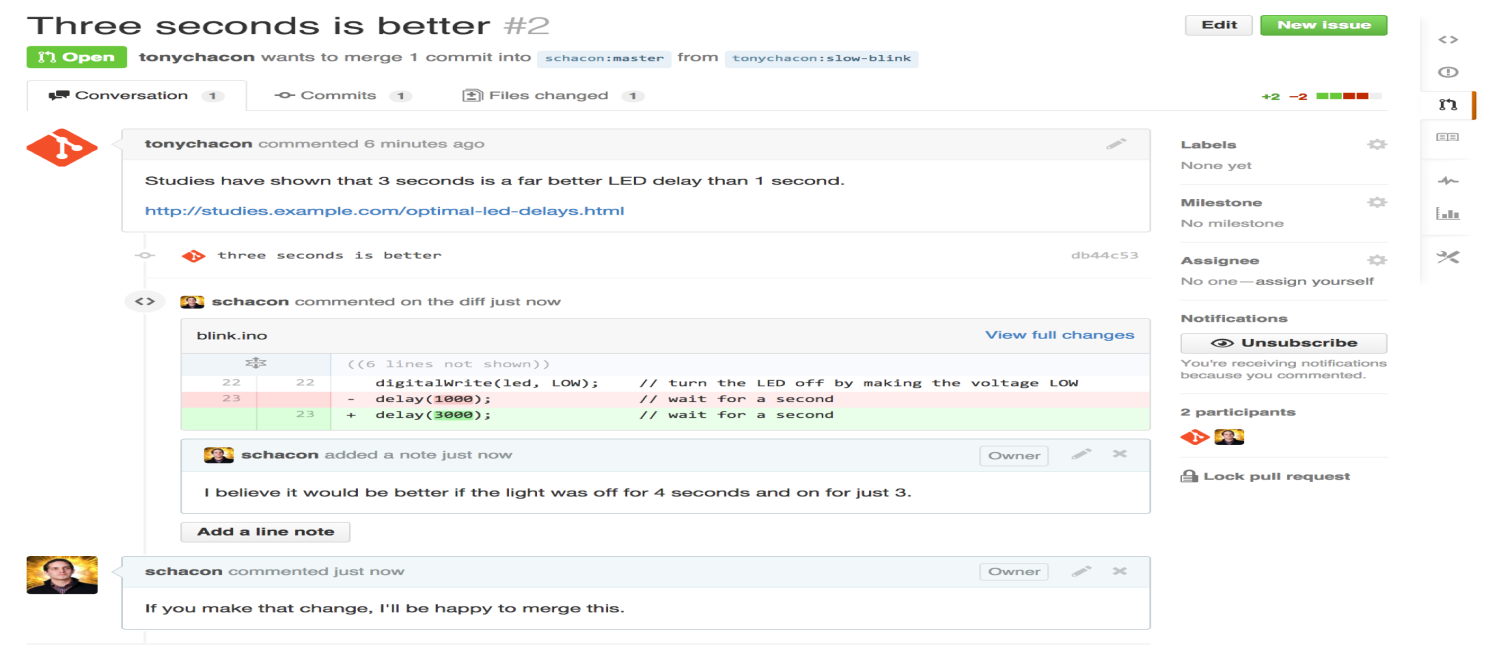 Three seconds is better #2
Edit
New issue
Open tonychacon wants to merge 1 commit into schacon:master from tonychacon:slow-blink
Conversation 1 Commits 1 Files changed 1
+2 −2
tonychacon commented 6 minutes ago
Studies have shown that 3 seconds is a far better LED delay than 1 second.
http://studies.example.com/optimal-led-delays.html
three seconds is better db44c53
schacon commented on the diff just now
blink.ino View full changes
((6 lines not shown))
22 22 digitalWrite(led, LOW); // turn the LED off by making the voltage LOW
23 - delay(1000); // wait for a second
23 + delay(3000); // wait for a second
schacon added a note just now Owner
I believe it would be better if the light was off for 4 seconds and on for just 3.
Add a line note
schacon commented just now Owner
If you make that change, I'll be happy to merge this.
Labels
None yet
Milestone
No milestone
Assignee
No one—assign yourself
Notifications
Unsubscribe
You're receiving notifications
because you commented.
2 participants
Lock pull request